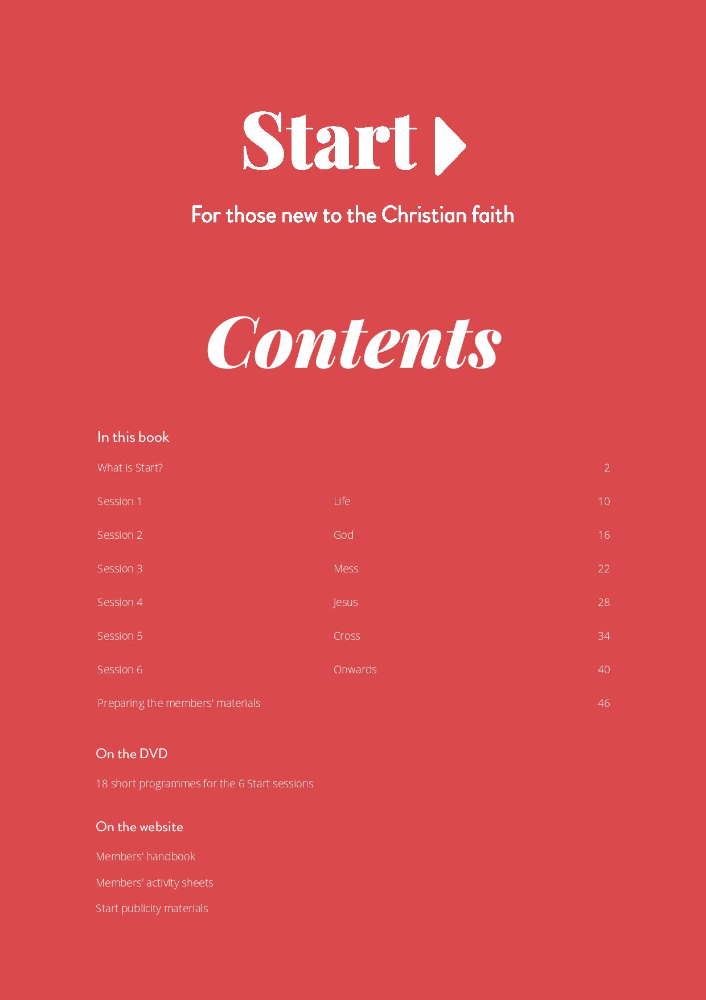 Start
For those new to the Christian faith
Contents
In this book
What is Start? 2
Session 1 Life 10
Session 2 God 16
Session 3 Mess 22
Session 4 Jesus 28
Session 5 Cross 34
Session 6 Onwards 40
Preparing the members' materials 46
On the DVD
18 short programmes for the 6 Start sessions
On the website
Members' handbook
Members' activity sheets
Start publicity materials